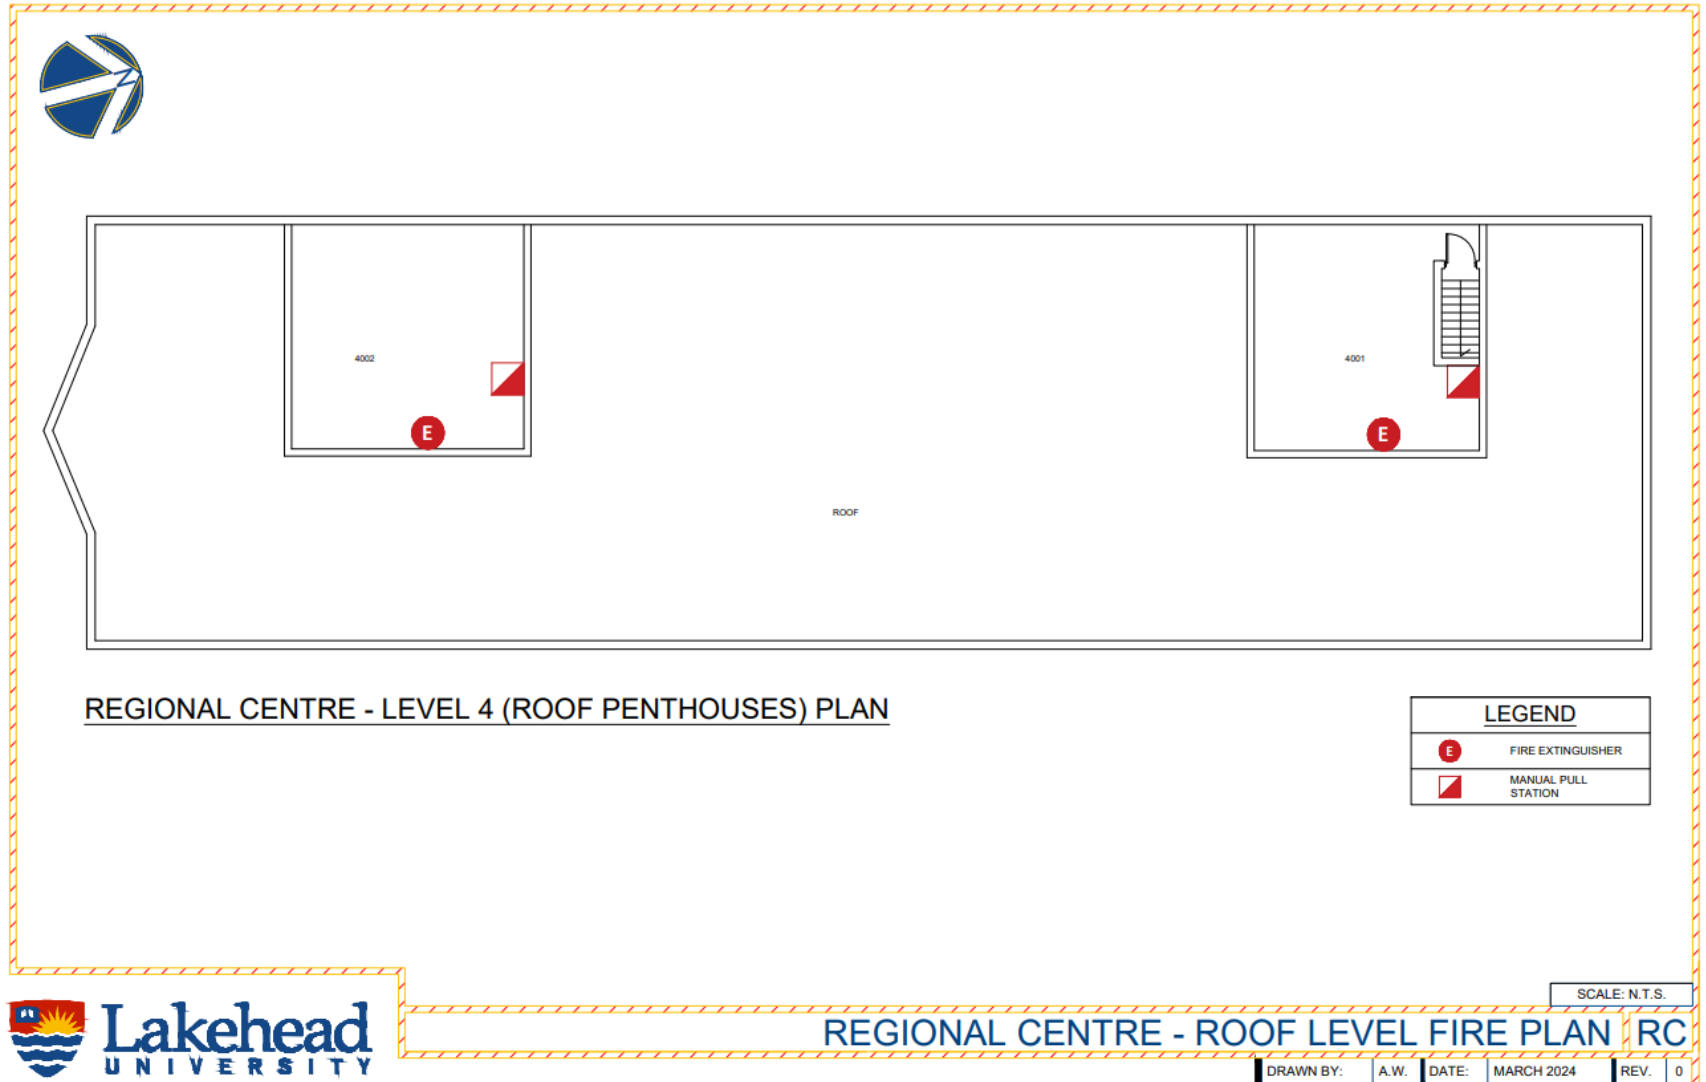 N
4002
4001
E
E
ROOF
REGIONAL CENTRE - LEVEL 4 (ROOF PENTHOUSES) PLAN
LEGEND
E FIRE EXTINGUISHER
MANUAL PULL
STATION
SCALE: N.T.S.
Lakehead
UNIVERSITY
REGIONAL CENTRE - ROOF LEVEL FIRE PLAN RC
DRAWN BY: A.W. DATE: MARCH 2024 REV. 0